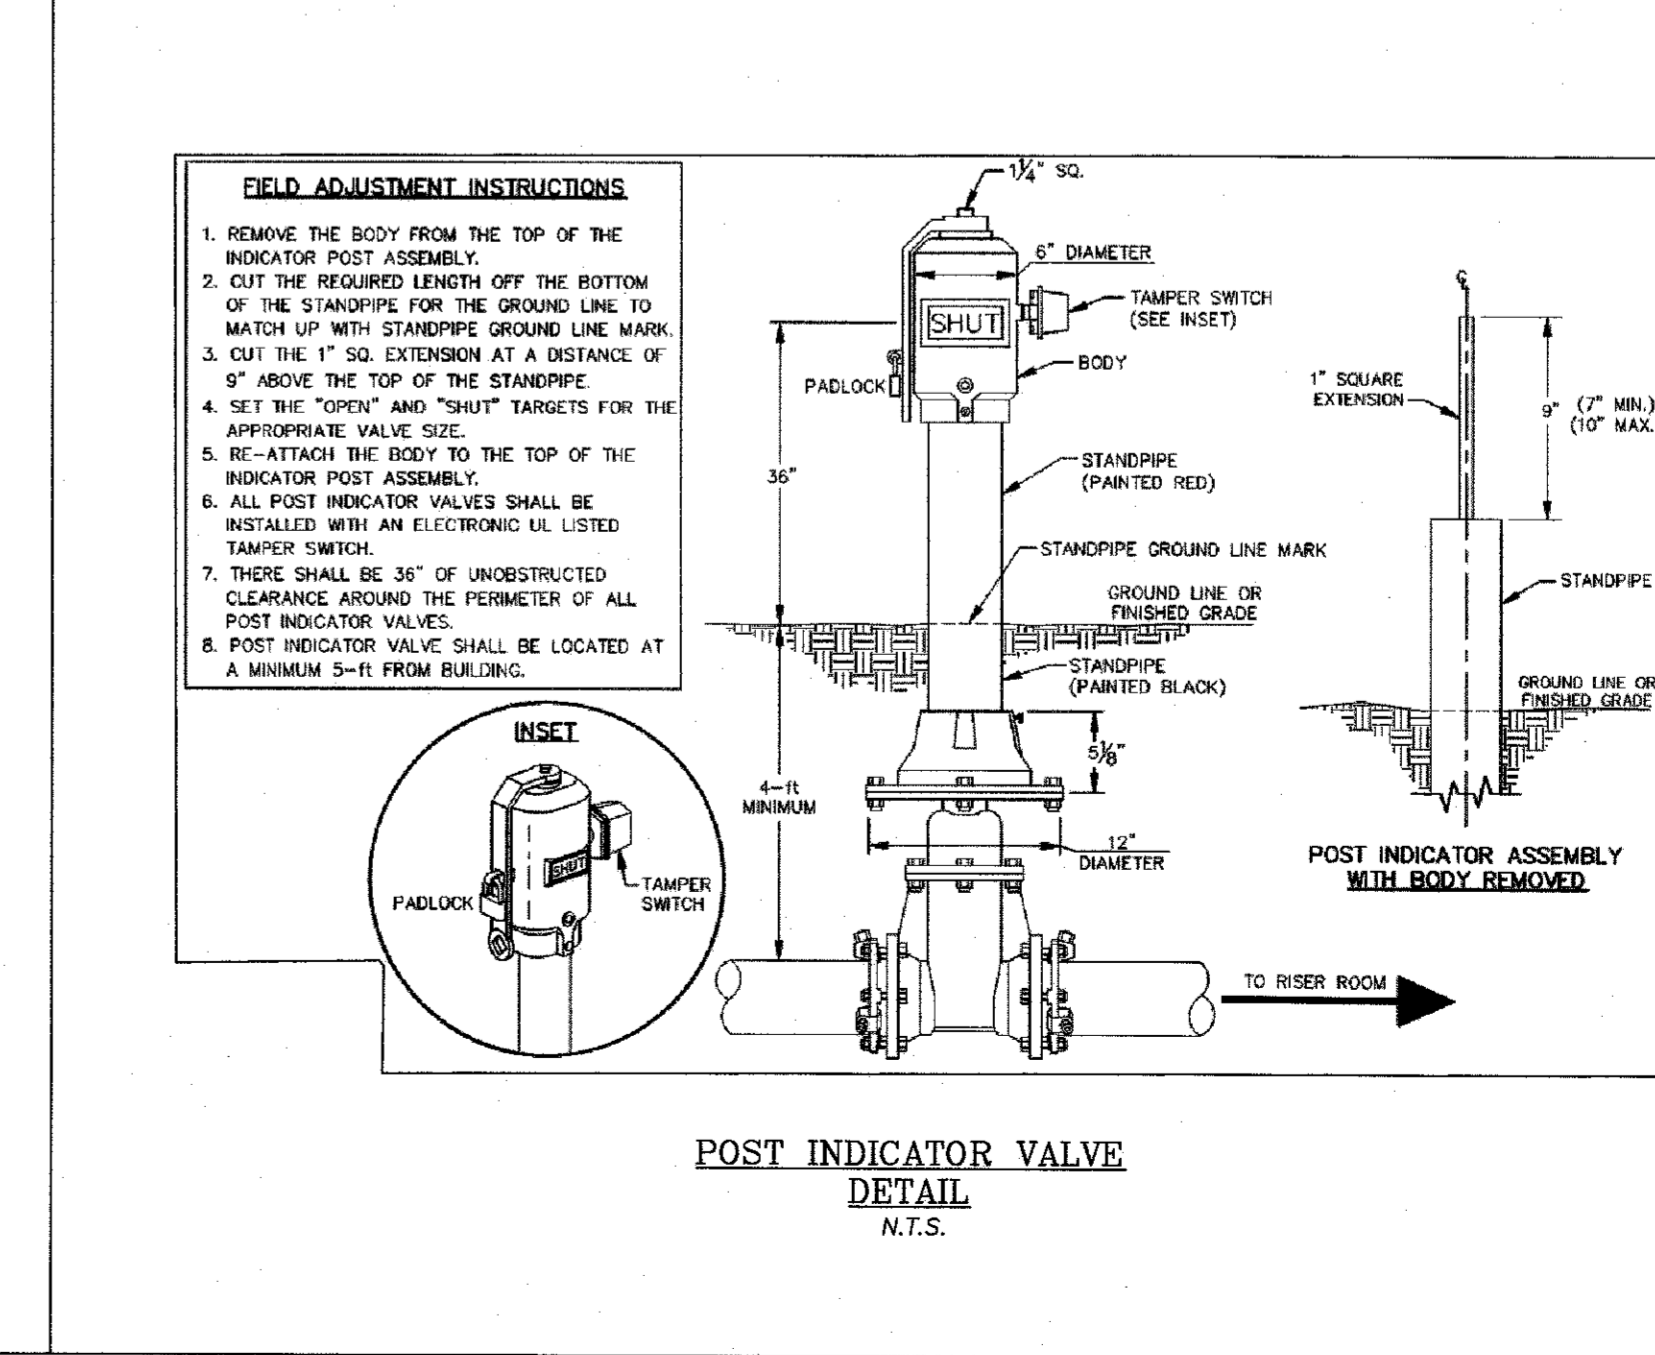 FIELD ADJUSTMENT INSTRUCTIONS
1. REMOVE THE BODY FROM THE TOP OF THE
INDICATOR POST ASSEMBLY.
2. CUT THE REQUIRED LENGTH OFF THE BOTTOM
OF THE STANDPIPE FOR THE GROUND LINE TO
MATCH UP WITH STANDPIPE GROUND LINE MARK.
3. CUT THE 1" SQ. EXTENSION AT A DISTANCE OF
9" ABOVE THE TOP OF THE STANDPIPE.
4. SET THE "OPEN" AND "SHUT" TARGETS FOR THE
APPROPRIATE VALVE SIZE.
5. RE-ATTACH THE BODY TO THE TOP OF THE
INDICATOR POST ASSEMBLY.
6. ALL POST INDICATOR VALVES SHALL BE
INSTALLED WITH AN ELECTRONIC UL LISTED
TAMPER SWITCH.
7. THERE SHALL BE 36" OF UNOBSTRUCTED
CLEARANCE AROUND THE PERIMETER OF ALL
POST INDICATOR VALVES.
8. POST INDICATOR VALVE SHALL BE LOCATED AT
A MINIMUM 5-ft FROM BUILDING.
INSET
SHUT
PADLOCK
TAMPER
SWITCH
1¼" SQ.
6" DIAMETER
TAMPER SWITCH
(SEE INSET)
SHUT
BODY
PADLOCK
36"
STANDPIPE
(PAINTED RED)
STANDPIPE GROUND LINE MARK
GROUND LINE OR
FINISHED GRADE
STANDPIPE
(PAINTED BLACK)
5⅛"
4-ft
MINIMUM
12"
DIAMETER
TO RISER ROOM
℄
1" SQUARE
EXTENSION
9" (7" MIN.)
(10" MAX.
STANDPIPE
GROUND LINE OR
FINISHED GRADE
POST INDICATOR ASSEMBLY
WITH BODY REMOVED
POST INDICATOR VALVE
DETAIL
N.T.S.